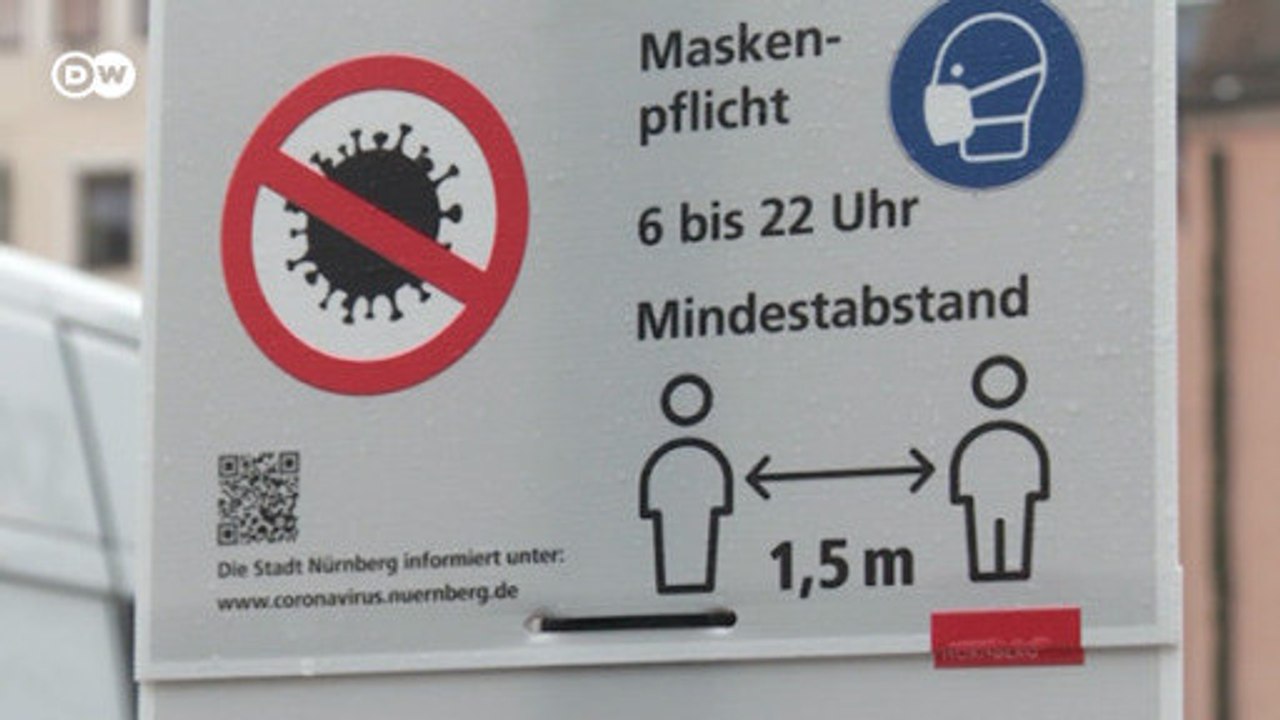 DW
Masken-
pflicht
6 bis 22 Uhr
Mindestabstand
1,5 m
Die Stadt Nürnberg informiert unter:
www.coronavirus.nuernberg.de